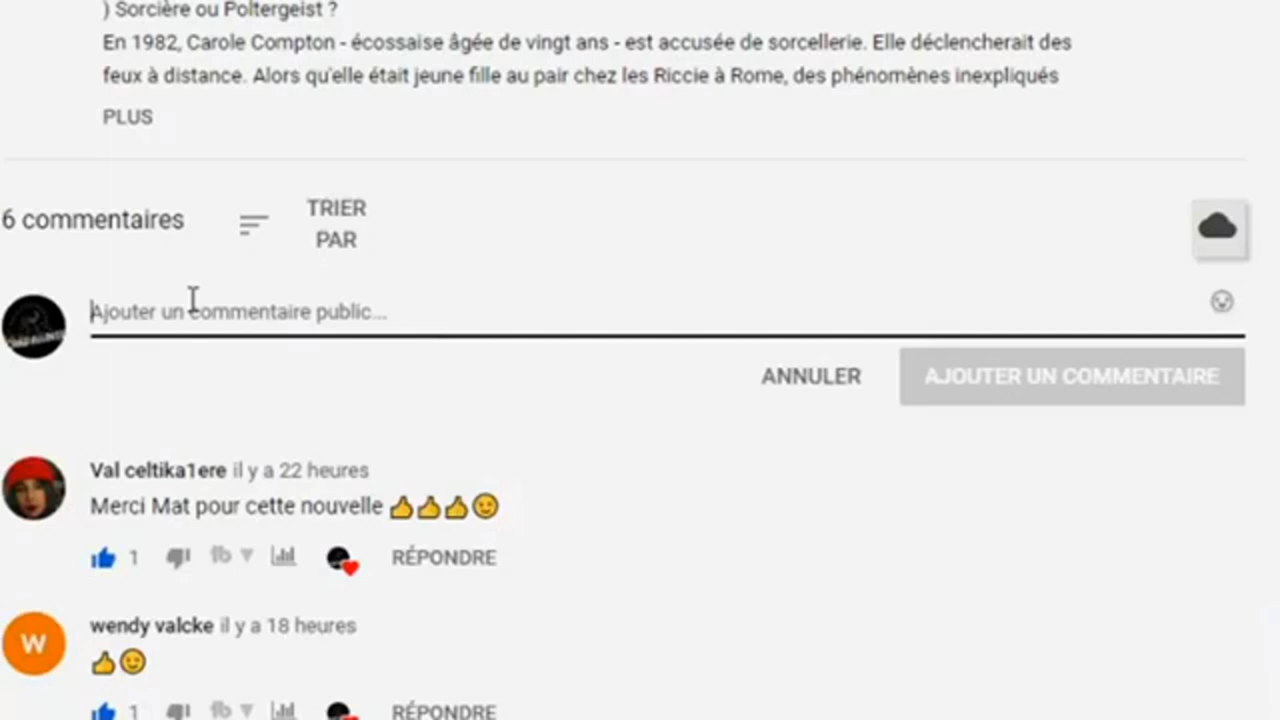 ) Sorcière ou Poltergeist ?
En 1982, Carole Compton - écossaise âgée de vingt ans - est accusée de sorcellerie. Elle déclencherait des
feux à distance. Alors qu'elle était jeune fille au pair chez les Riccie à Rome, des phénomènes inexpliqués
PLUS
6 commentaires
TRIER
PAR
Ajouter un commentaire public...
ANNULER
AJOUTER UN COMMENTAIRE
Val celtika1ere il y a 22 heures
Merci Mat pour cette nouvelle 👍👍👍😉
1
RÉPONDRE
W
wendy valcke il y a 18 heures
👍😉
1
RÉPONDRE